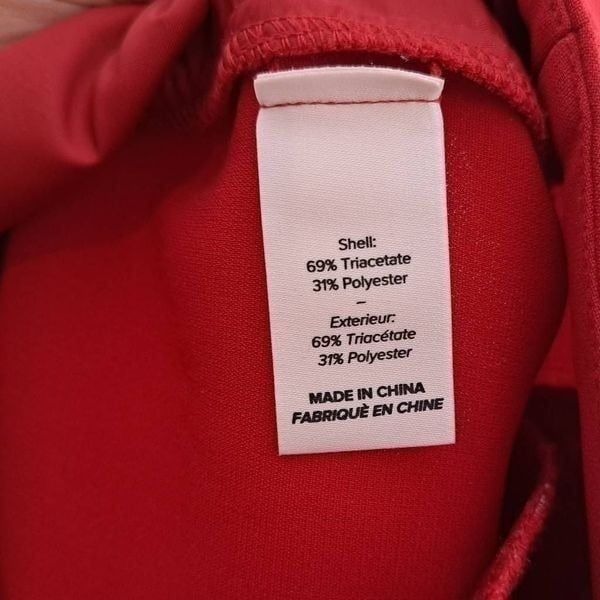 Shell:
69% Triacetate
31% Polyester
–
Exterieur:
69% Triacétate
31% Polyester
MADE IN CHINA
FABRIQUÈ EN CHINE